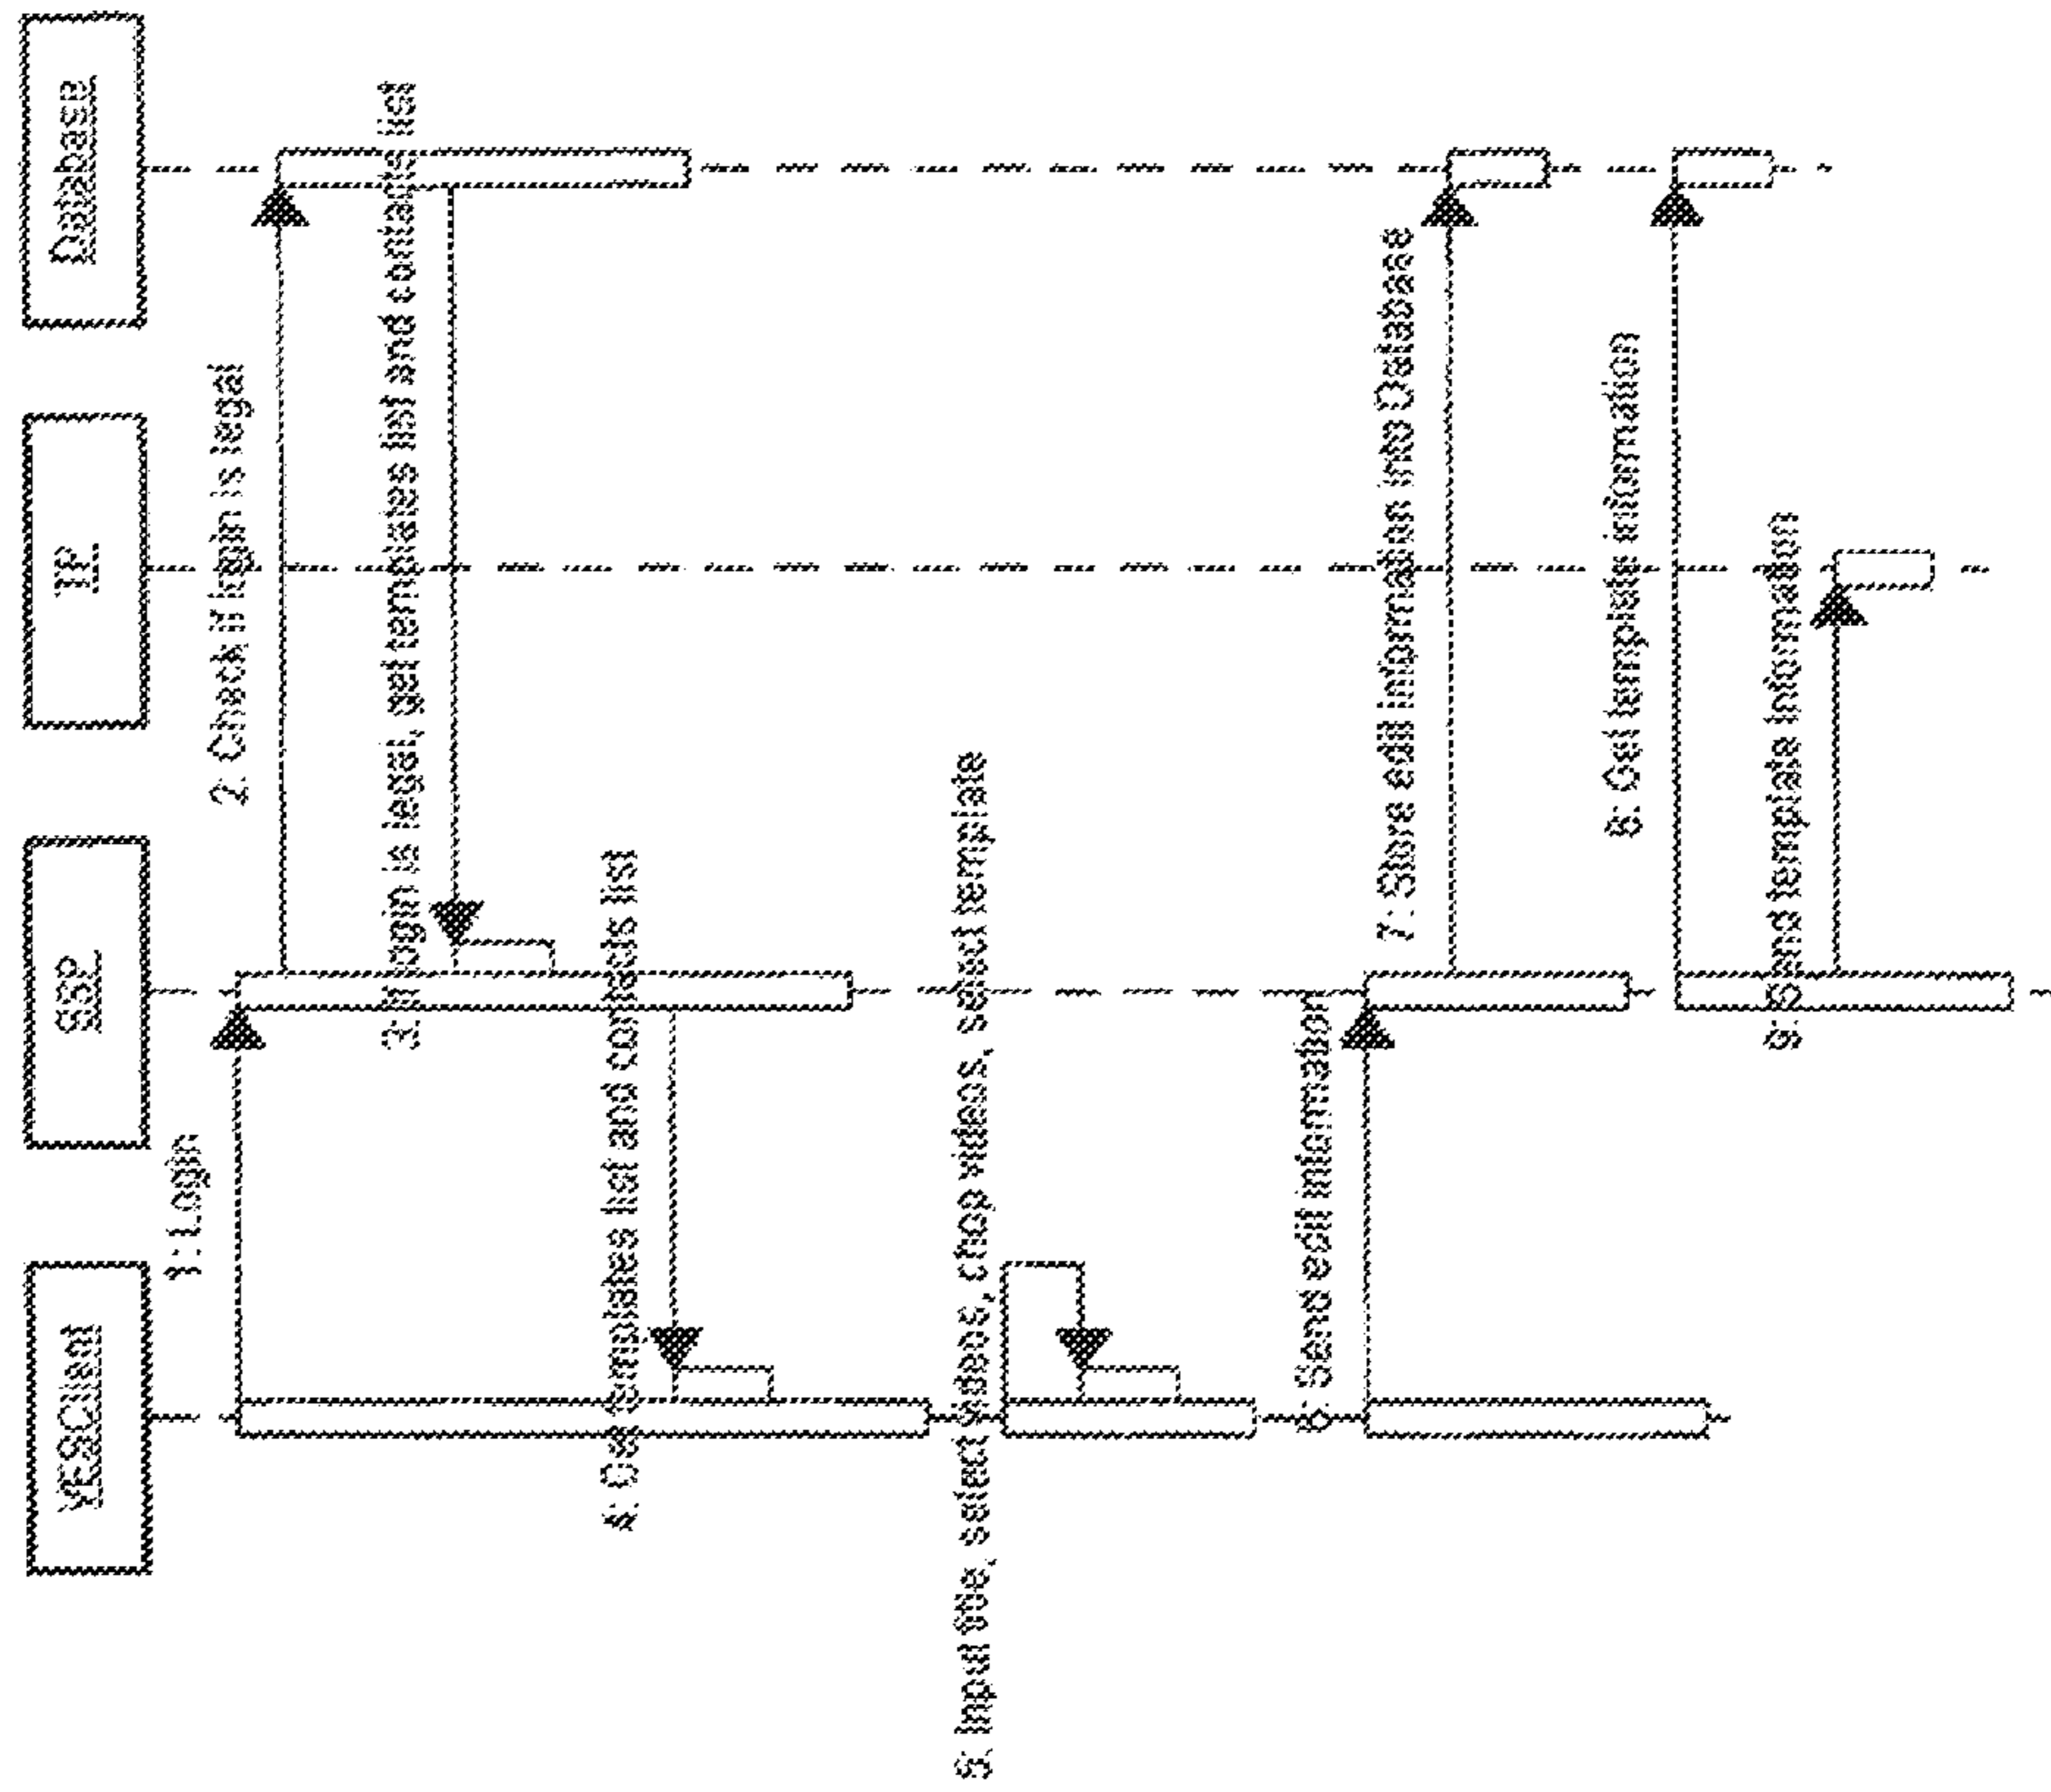 VESClient
SSP
TP
Database
1: Login
2: Check if login is legal
3: If login is legal, get templates list and contacts list
4: Get templates list and contacts list
5: Input title, select videos, chop videos, select template
6: Send edit information
7: Store edit information into Database
8: Get template information
9: Send template information